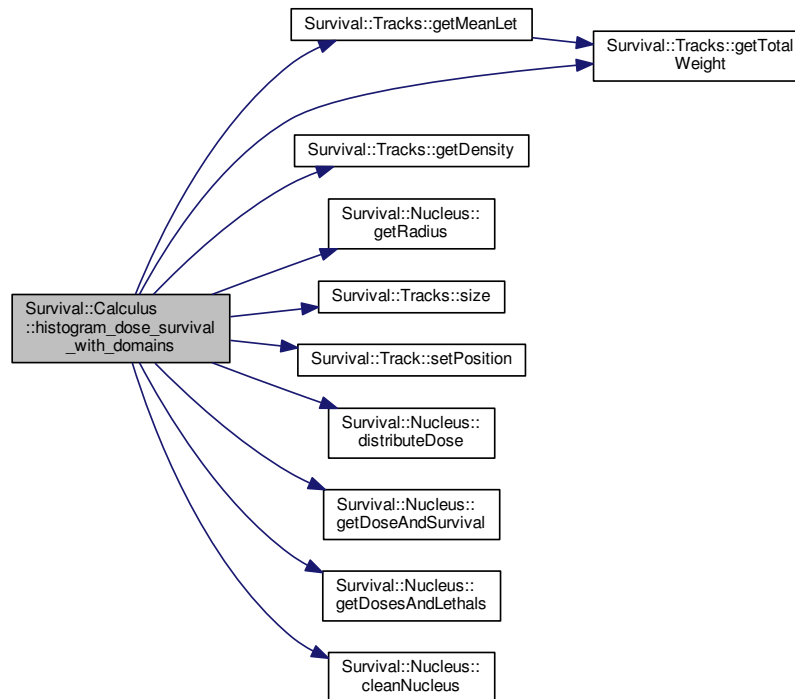 Survival::Tracks::getMeanLet
Survival::Tracks::getTotal
Weight
Survival::Tracks::getDensity
Survival::Nucleus::
getRadius
Survival::Calculus
::histogram_dose_survival
_with_domains
Survival::Tracks::size
Survival::Track::setPosition
Survival::Nucleus::
distributeDose
Survival::Nucleus::
getDoseAndSurvival
Survival::Nucleus::
getDosesAndLethals
Survival::Nucleus::
cleanNucleus